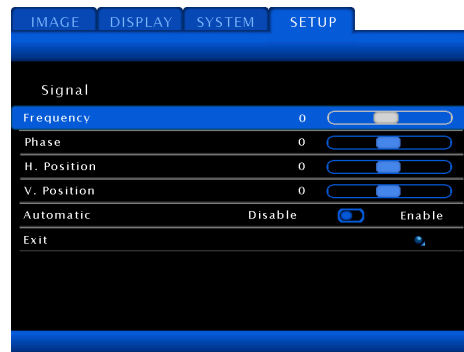 IMAGE DISPLAY SYSTEM SETUP
Signal
Frequency 0
Phase 0
H. Position 0
V. Position 0
Automatic Disable Enable
Exit